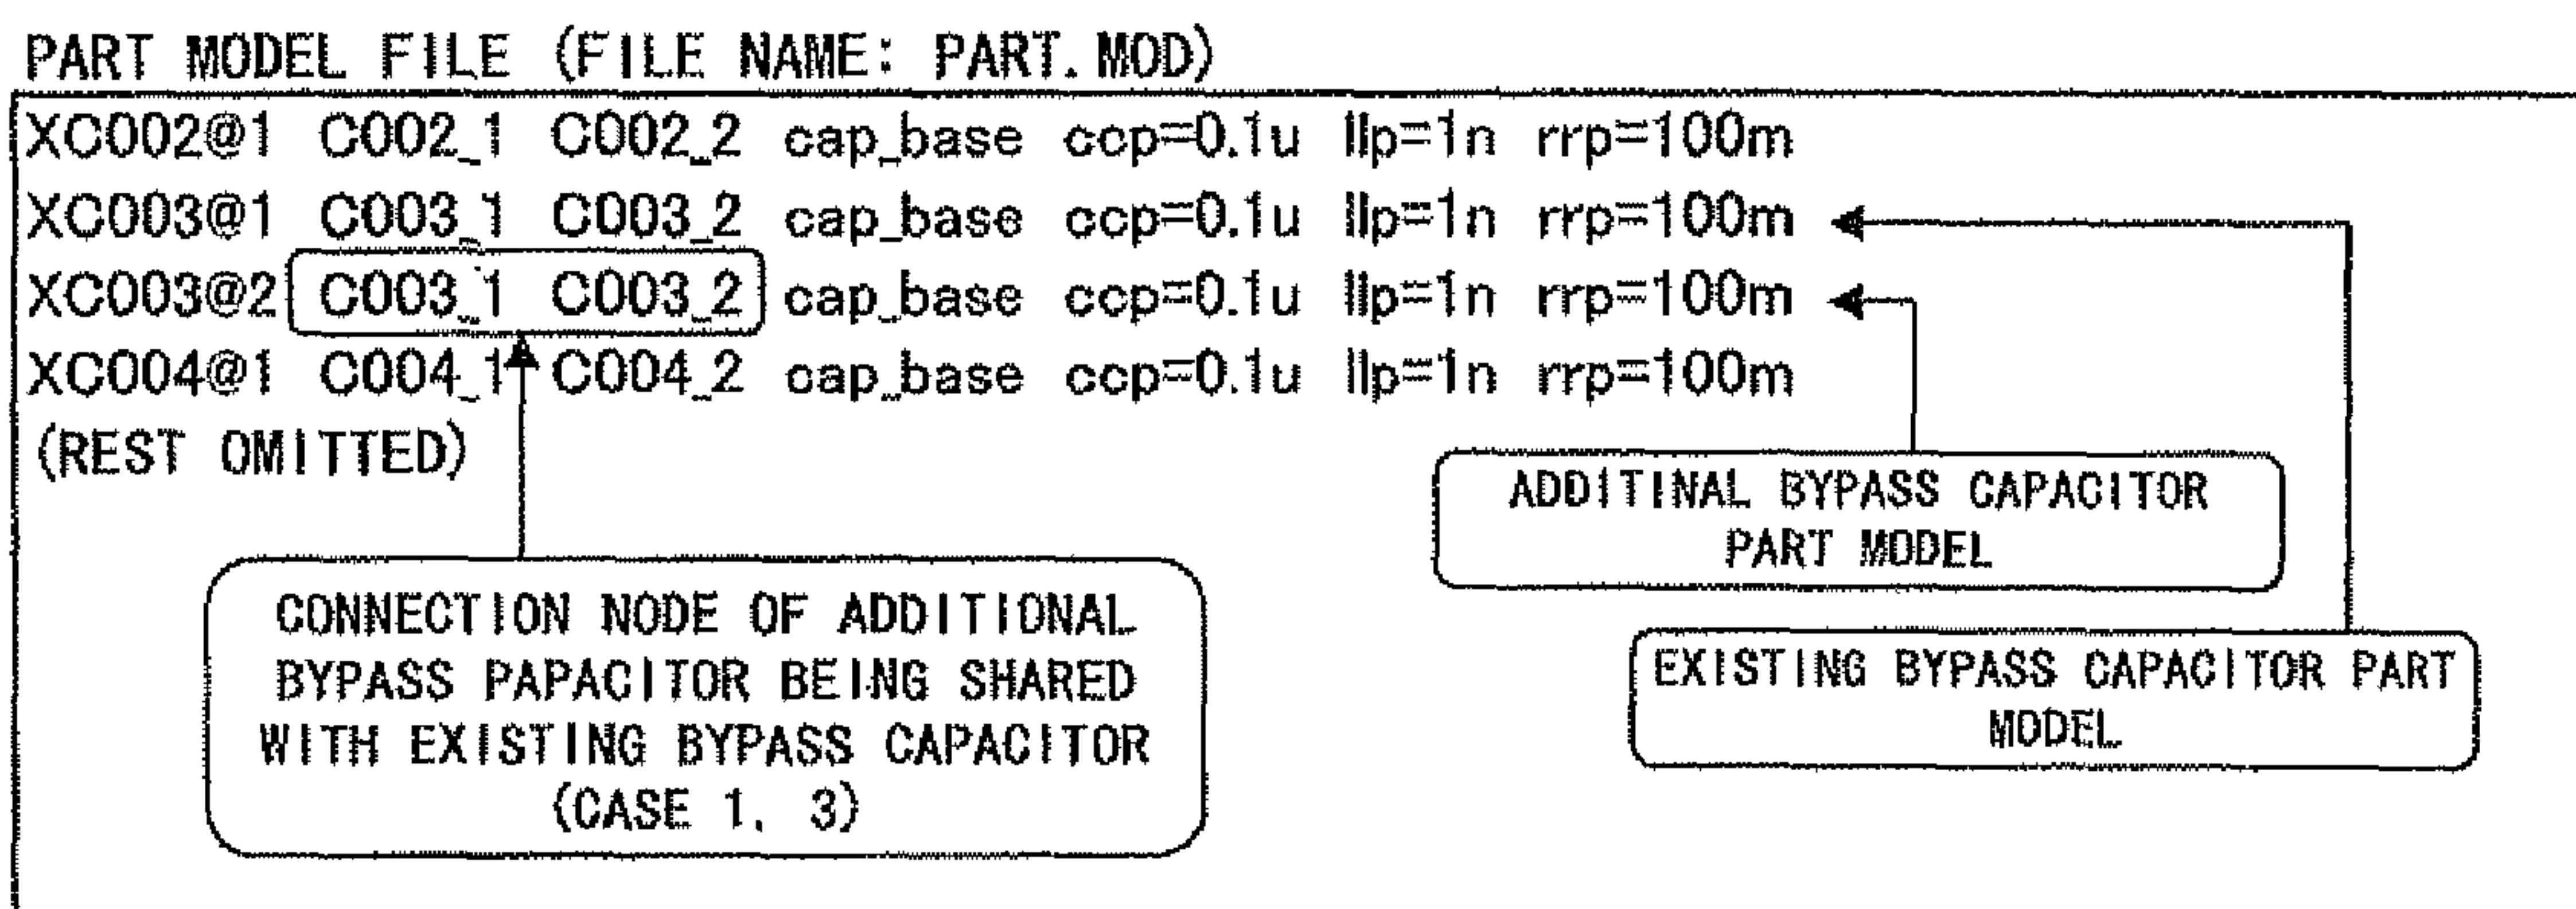 PART MODEL FILE (FILE NAME: PART.MOD)
XC002@1 C002_1 C002_2 cap_base ccp=0.1u llp=1n rrp=100m
XC003@1 C003_1 C003_2 cap_base ccp=0.1u llp=1n rrp=100m
XC003@2 C003_1 C003_2 cap_base ccp=0.1u llp=1n rrp=100m
XC004@1 C004_1 C004_2 cap_base ccp=0.1u llp=1n rrp=100m
(REST OMITTED)
ADDITINAL BYPASS CAPACITOR
PART MODEL
CONNECTION NODE OF ADDITIONAL
BYPASS PAPACITOR BEING SHARED
WITH EXISTING BYPASS CAPACITOR
(CASE 1, 3)
EXISTING BYPASS CAPACITOR PART
MODEL